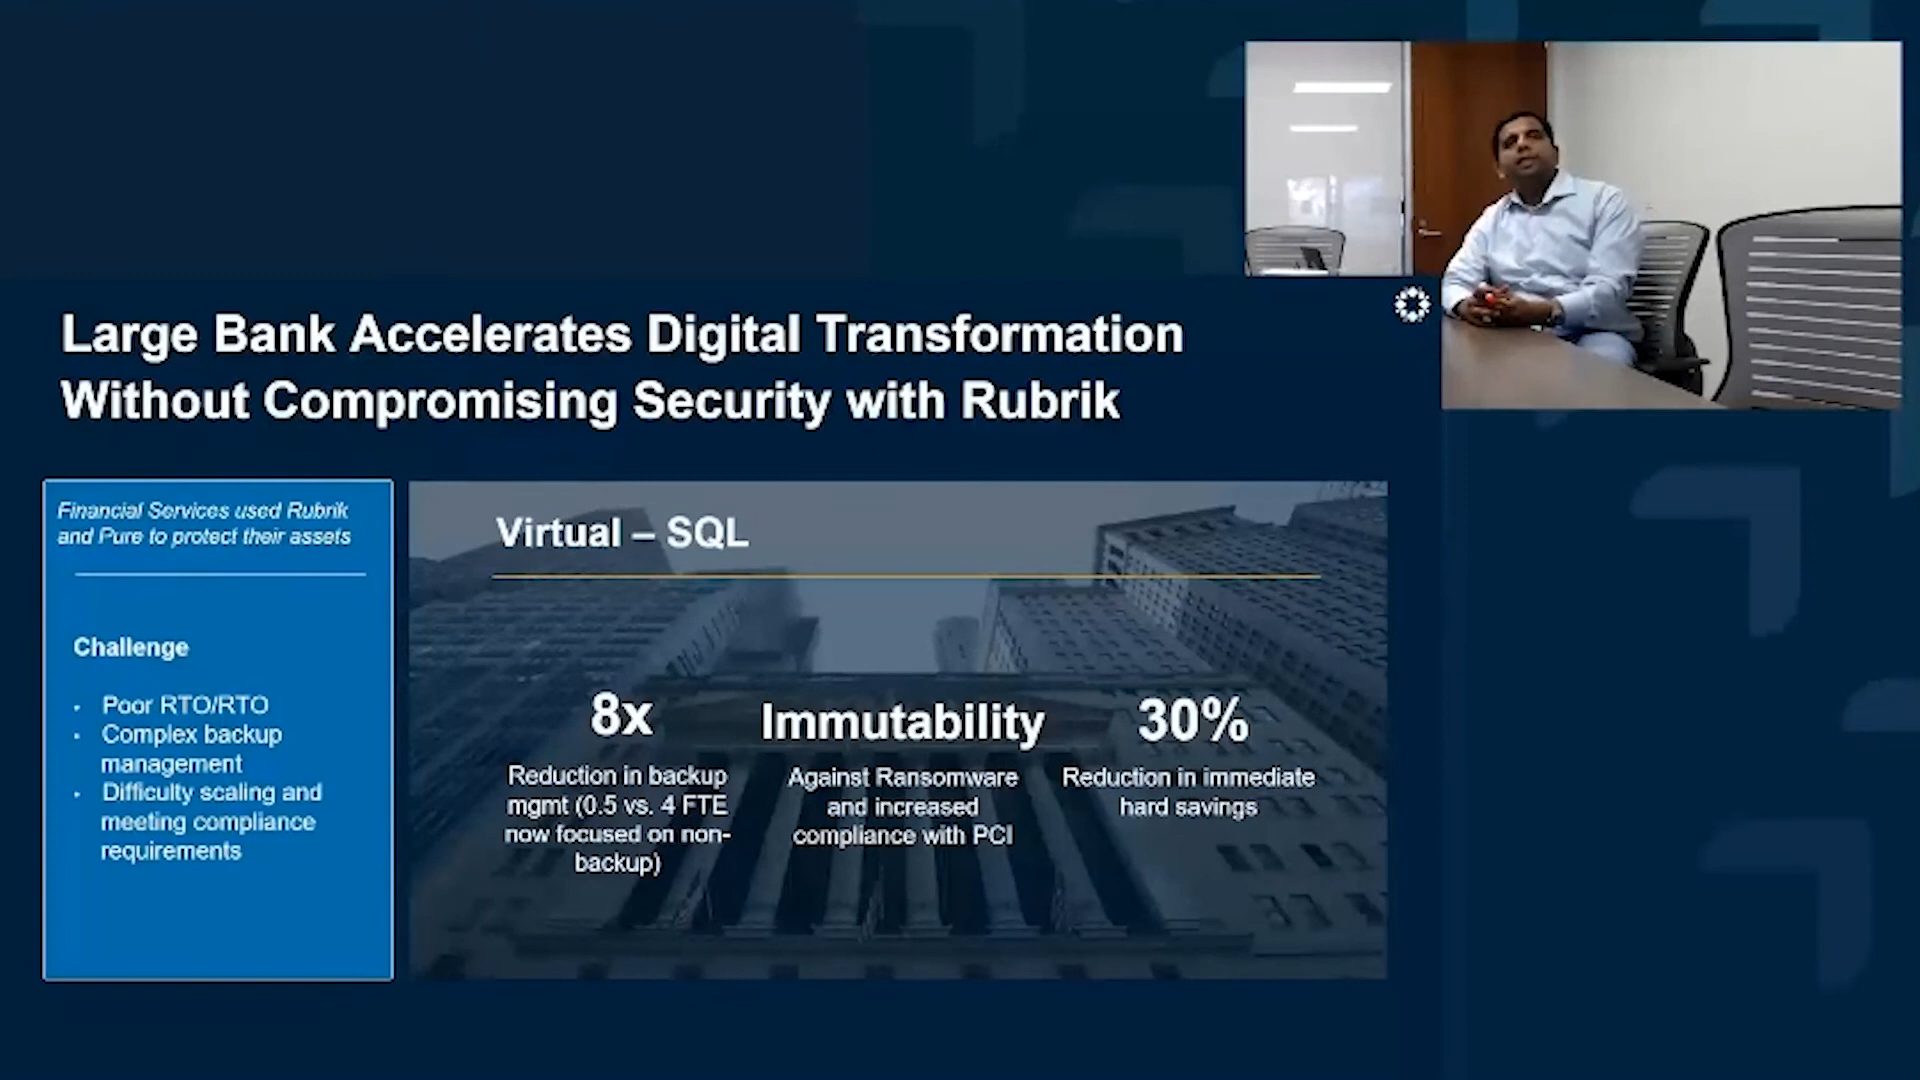 Large Bank Accelerates Digital Transformation
Without Compromising Security with Rubrik
Financial Services used Rubrik
and Pure to protect their assets
Challenge
• Poor RTO/RTO
• Complex backup
management
• Difficulty scaling and
meeting compliance
requirements
Virtual – SQL
8x
Reduction in backup
mgmt (0.5 vs. 4 FTE
now focused on non-
backup)
Immutability
Against Ransomware
and increased
compliance with PCI
30%
Reduction in immediate
hard savings